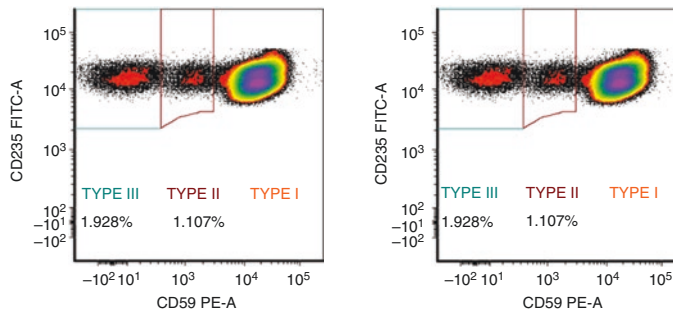 10⁵
10⁴
10³
10²
−10¹
−10²
CD235 FITC-A
TYPE III TYPE II TYPE I
1.928% 1.107%
−10² 10¹ 10³ 10⁴ 10⁵
CD59 PE-A
10⁵
10⁴
10³
10²
−10¹
−10²
CD235 FITC-A
TYPE III TYPE II TYPE I
1.928% 1.107%
−10² 10¹ 10³ 10⁴ 10⁵
CD59 PE-A